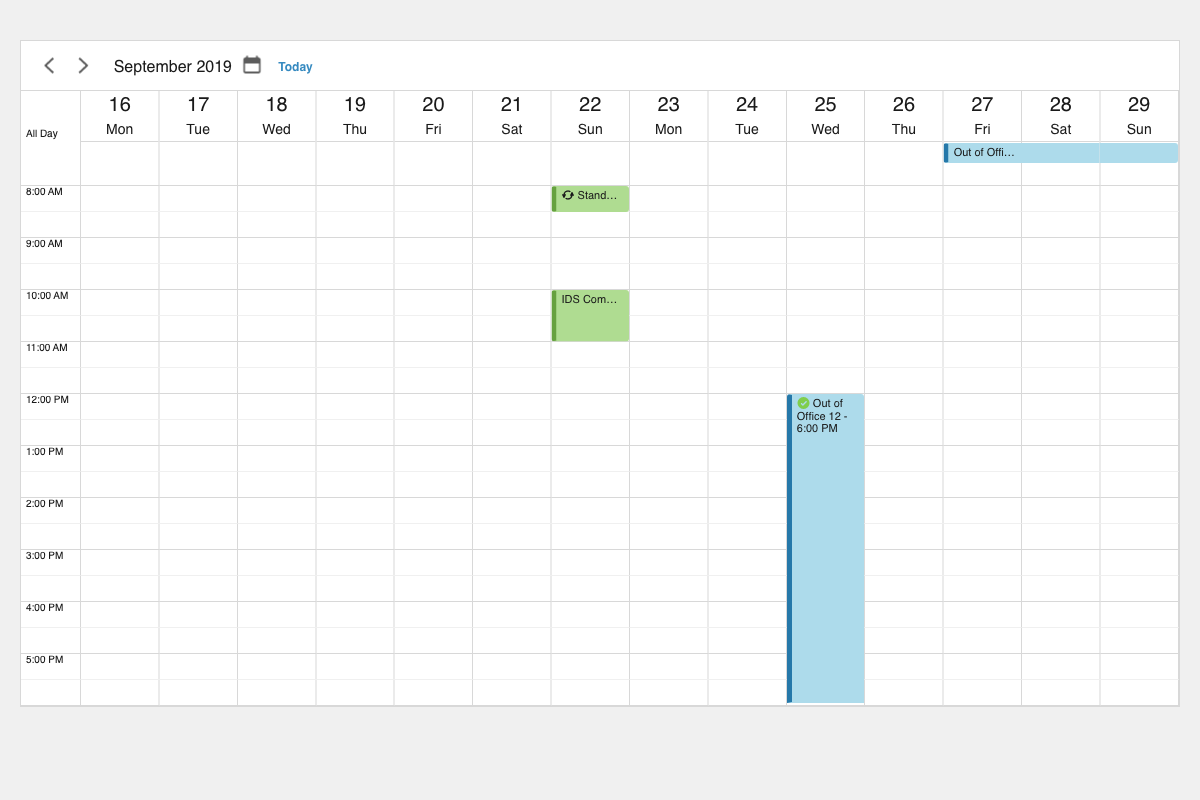 September 2019 Today
16 17 18 19 20 21 22 23 24 25 26 27 28 29
Mon Tue Wed Thu Fri Sat Sun Mon Tue Wed Thu Fri Sat Sun
All Day
Out of Offi...
8:00 AM
Stand...
9:00 AM
10:00 AM
IDS Com...
11:00 AM
12:00 PM
Out of
Office 12 -
6:00 PM
1:00 PM
2:00 PM
3:00 PM
4:00 PM
5:00 PM